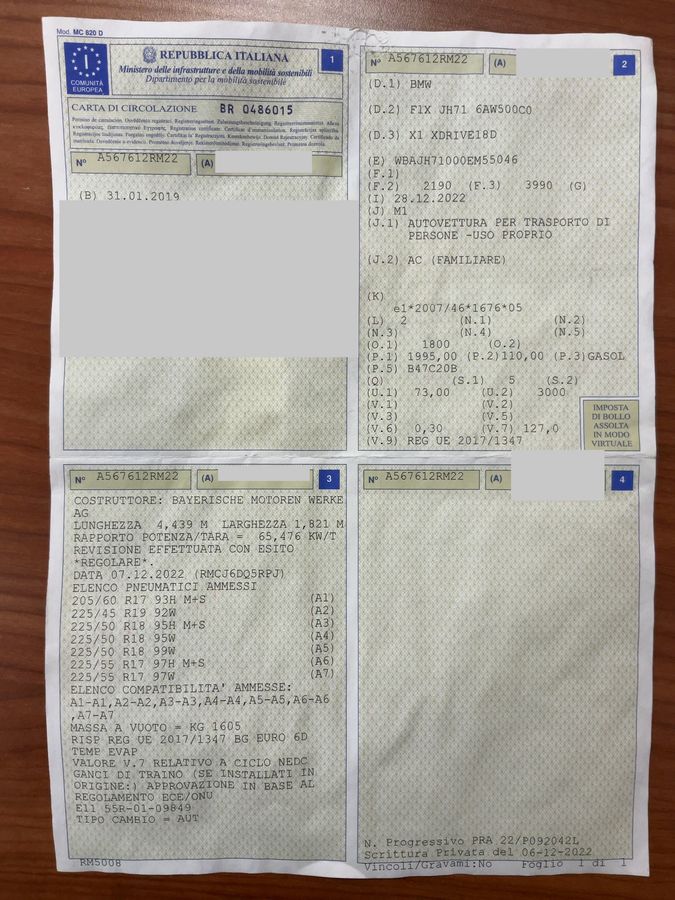 Mod. MC 820 D
I
COMUNITÀ
EUROPEA
REPUBBLICA ITALIANA
Ministero delle infrastrutture e della mobilità sostenibili
Dipartimento per la mobilità sostenibile
1
CARTA DI CIRCOLAZIONE BR 0486015
N° A567612RM22 (A)
(B) 31.01.2019
N° A567612RM22 (A) 2
(D.1) BMW
(D.2) F1X JH71 6AW500C0
(D.3) X1 XDRIVE18D
(E) WBAJH71000EM55046
(F.1)
(F.2) 2190 (F.3) 3990 (G)
(I) 28.12.2022
(J) M1
(J.1) AUTOVETTURA PER TRASPORTO DI
PERSONE -USO PROPRIO
(J.2) AC (FAMILIARE)
(K)
e1*2007/46*1676*05
(L) 2 (N.1) (N.2)
(N.3) (N.4) (N.5)
(O.1) 1800 (O.2)
(P.1) 1995,00 (P.2)110,00 (P.3)GASOL
(P.5) B47C20B
(Q) (S.1) 5 (S.2)
(U.1) 73,00 (U.2) 3000
(V.1) (V.2)
(V.3) (V.5)
(V.6) 0,30 (V.7) 127,0
(V.9) REG UE 2017/1347
IMPOSTA
DI BOLLO
ASSOLTA
IN MODO
VIRTUALE
N° A567612RM22 (A) 3
COSTRUTTORE: BAYERISCHE MOTOREN WERKE
AG
LUNGHEZZA 4,439 M LARGHEZZA 1,821 M
RAPPORTO POTENZA/TARA = 65,476 KW/T
REVISIONE EFFETTUATA CON ESITO
*REGOLARE*.
DATA 07.12.2022 (RMCJ6DQ5RPJ)
ELENCO PNEUMATICI AMMESSI
205/60 R17 93H M+S (A1)
225/45 R19 92W (A2)
225/50 R18 95H M+S (A3)
225/50 R18 95W (A4)
225/50 R18 99W (A5)
225/55 R17 97H M+S (A6)
225/55 R17 97W (A7)
ELENCO COMPATIBILITA' AMMESSE:
A1-A1,A2-A2,A3-A3,A4-A4,A5-A5,A6-A6
,A7-A7
MASSA A VUOTO = KG 1605
RISP REG UE 2017/1347 BG EURO 6D
TEMP EVAP
VALORE V.7 RELATIVO A CICLO NEDC
GANCI DI TRAINO (SE INSTALLATI IN
ORIGINE:) APPROVAZIONE IN BASE AL
REGOLAMENTO ECE/ONU
E11 55R-01-09849
TIPO CAMBIO = AUT
RM5008
N° A567612RM22 (A) 4
N. Progressivo PRA 22/P092042L
Scrittura Privata del 06-12-2022
Vincoli/Gravami:No Foglio 1 di 1